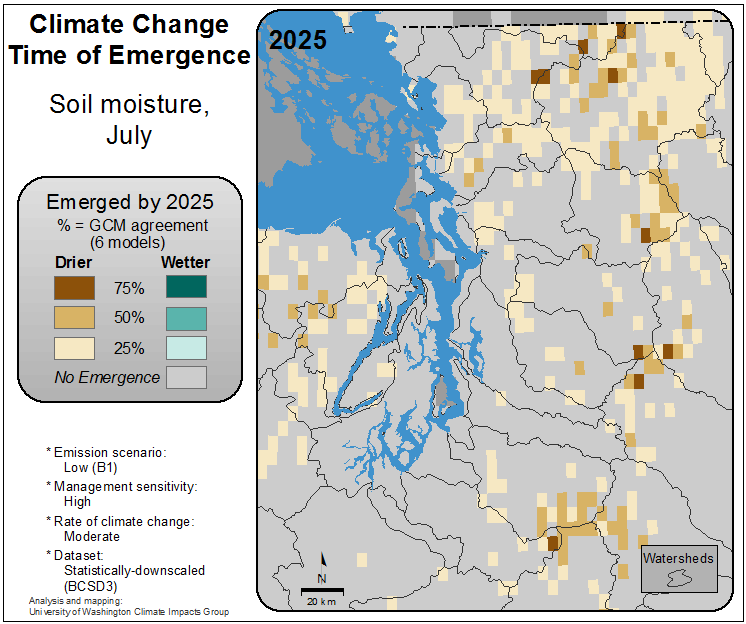 Climate Change
Time of Emergence
Soil moisture,
July
Emerged by 2025
% = GCM agreement
(6 models)
Drier Wetter
75%
50%
25%
No Emergence
* Emission scenario:
Low (B1)
* Management sensitivity:
High
* Rate of climate change:
Moderate
* Dataset:
Statistically-downscaled
(BCSD3)
Analysis and mapping:
University of Washington Climate Impacts Group
2025
N
20 km
Watersheds